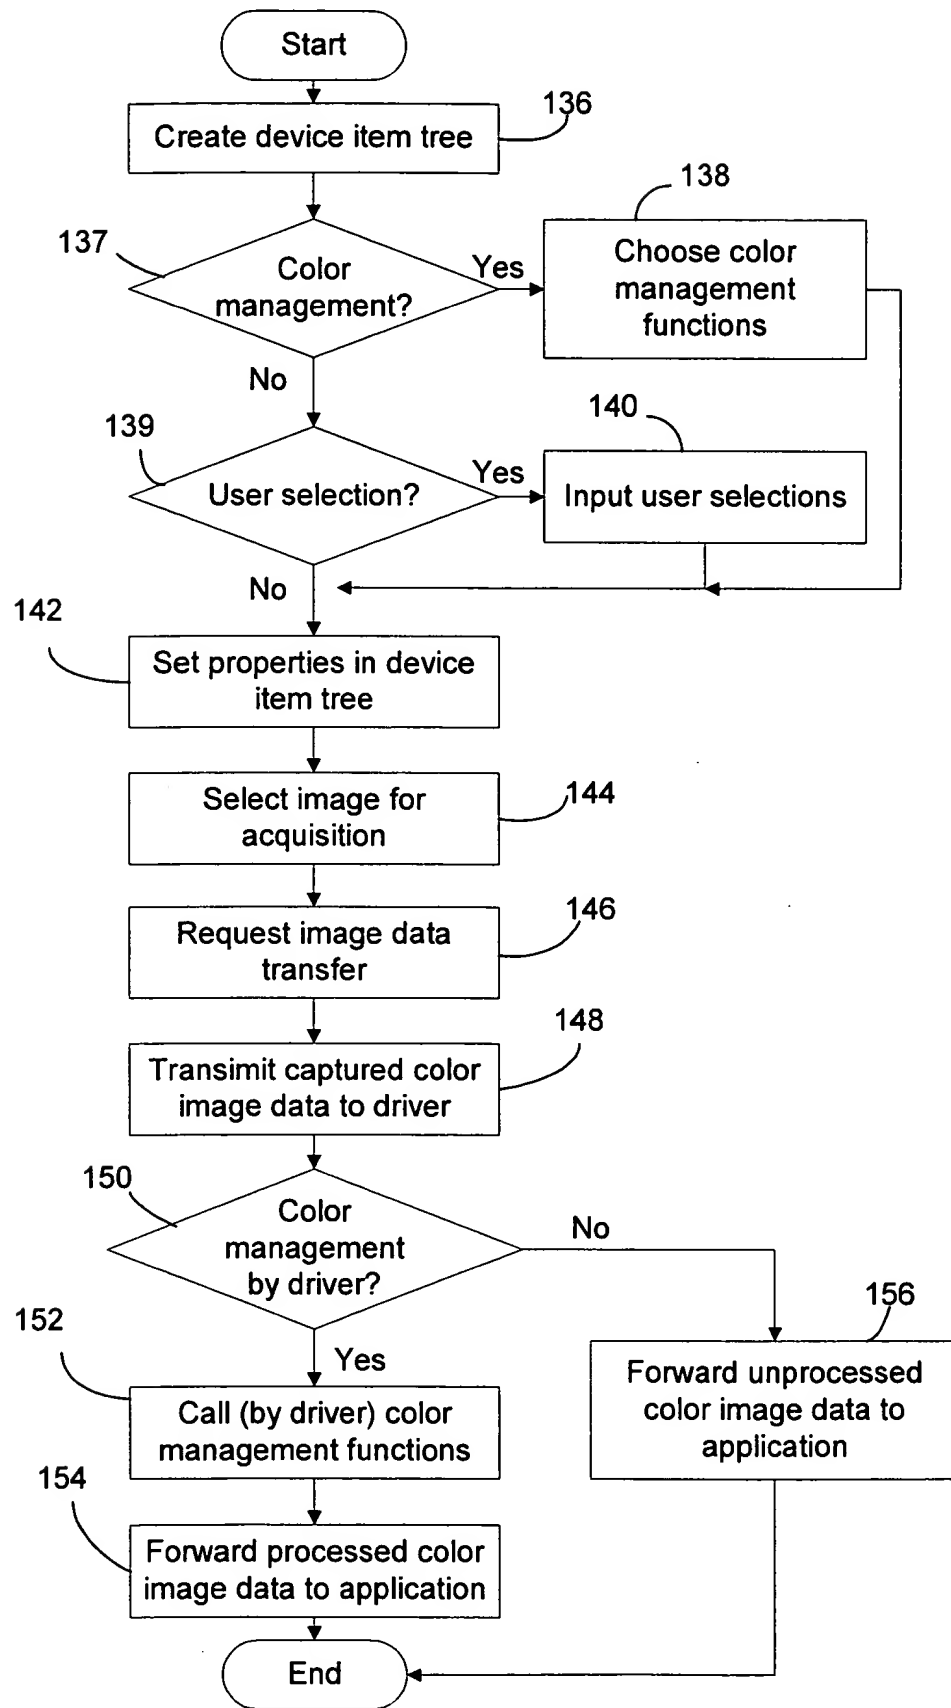 Start
136
Create device item tree
138
137
Color
management?
Yes
Choose color
management
functions
No
140
139
User selection?
Yes
Input user selections
No
142
Set properties in device
item tree
144
Select image for
acquisition
146
Request image data
transfer
148
Transimit captured color
image data to driver
150
Color
management
by driver?
No
152
156
Yes
Forward unprocessed
color image data to
application
Call (by driver) color
management functions
154
Forward processed color
image data to application
End